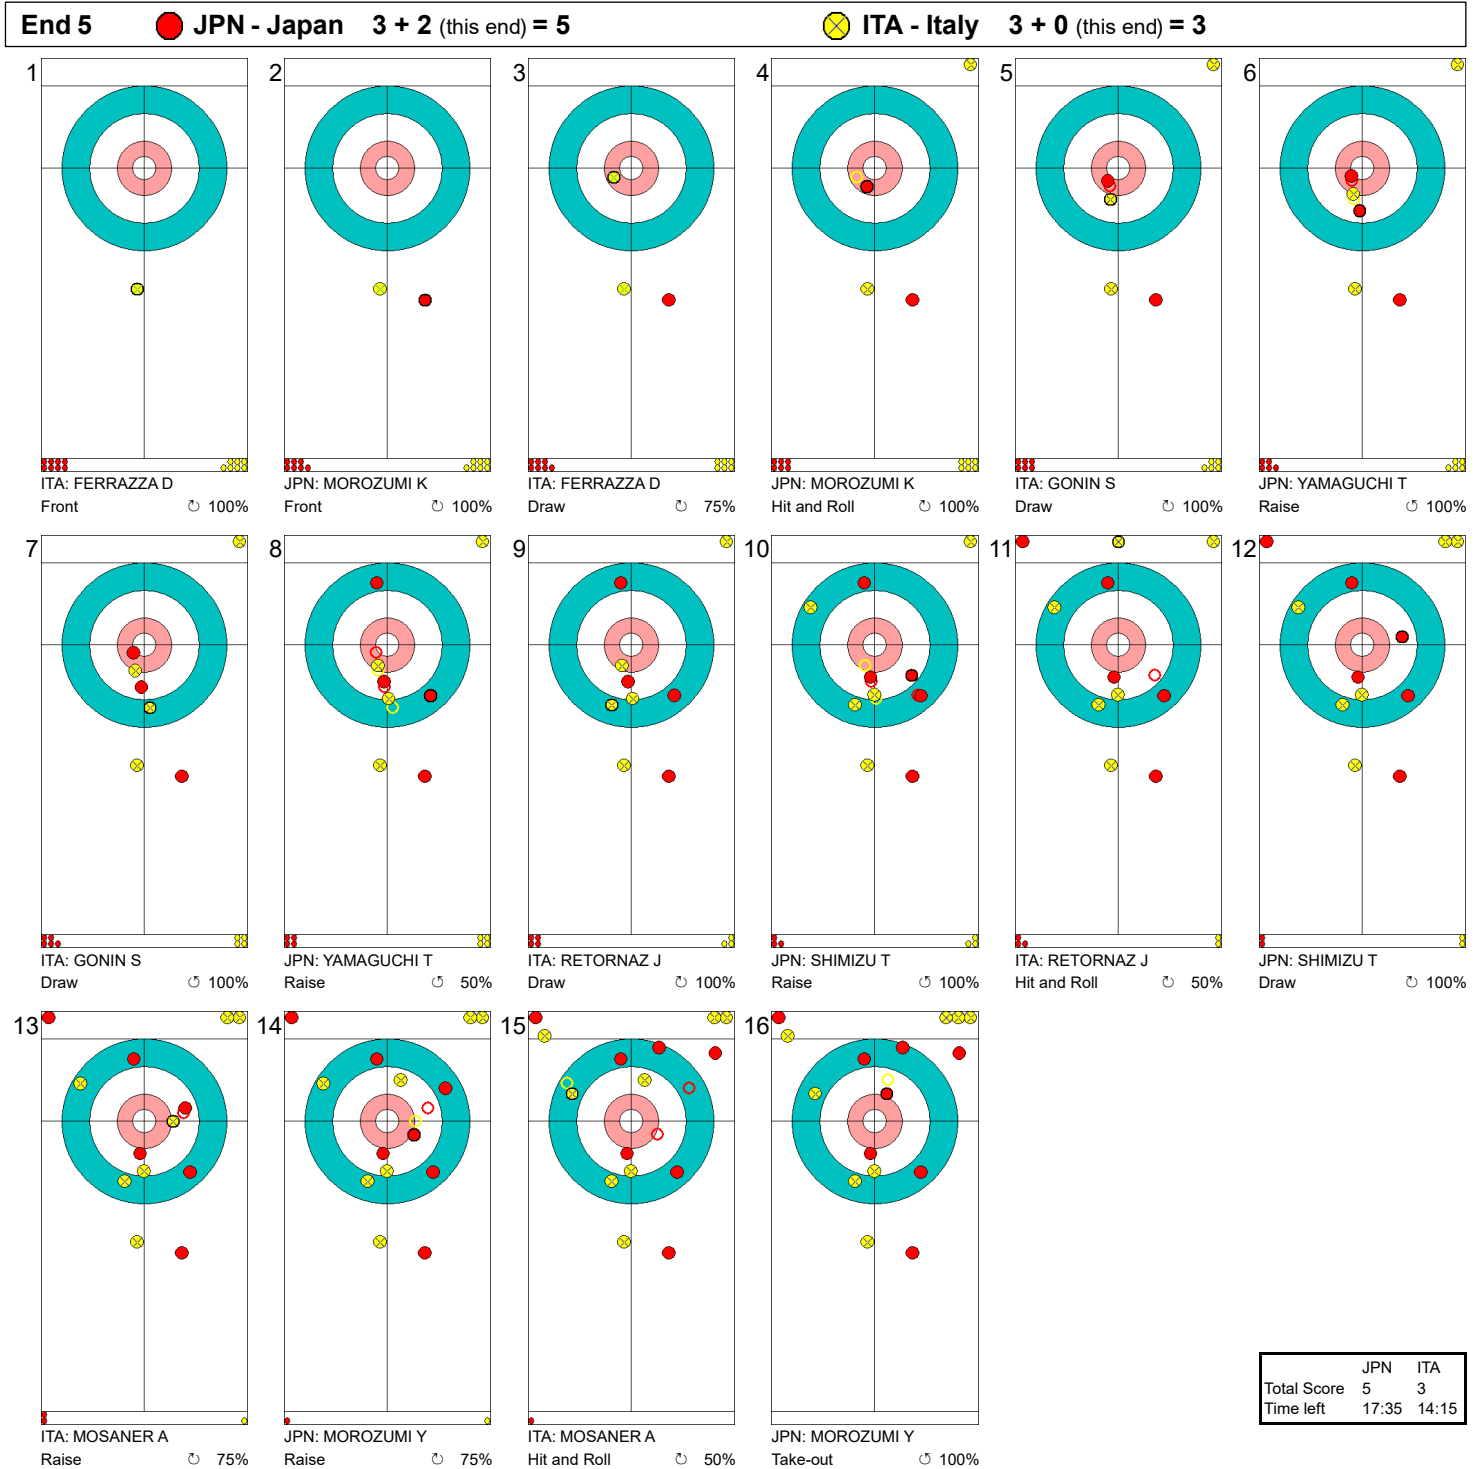 End 5 JPN - Japan 3 + 2 (this end) = 5 ITA - Italy 3 + 0 (this end) = 3
1 2 3 4 5 6
ITA: FERRAZZA D JPN: MOROZUMI K ITA: FERRAZZA D JPN: MOROZUMI K ITA: GONIN S JPN: YAMAGUCHI T
Front ↻ 100% Front ↻ 100% Draw ↻ 75% Hit and Roll ↻ 100% Draw ↻ 100% Raise ↻ 100%
7 8 9 10 11 12
ITA: GONIN S JPN: YAMAGUCHI T ITA: RETORNAZ J JPN: SHIMIZU T ITA: RETORNAZ J JPN: SHIMIZU T
Draw ↺ 100% Raise ↺ 50% Draw ↺ 100% Raise ↺ 100% Hit and Roll ↻ 50% Draw ↺ 100%
13 14 15 16
ITA: MOSANER A JPN: MOROZUMI Y ITA: MOSANER A JPN: MOROZUMI Y
Raise ↻ 75% Raise ↻ 75% Hit and Roll ↻ 50% Take-out ↻ 100%
JPN ITA
Total Score 5 3
Time left 17:35 14:15